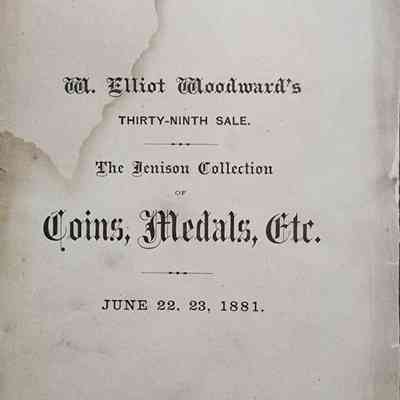 W. Elliot Woodward's
THIRTY-NINTH SALE.
The Jenison Collection
OF
Coins, Medals, Etc.
JUNE 22, 23, 1881.